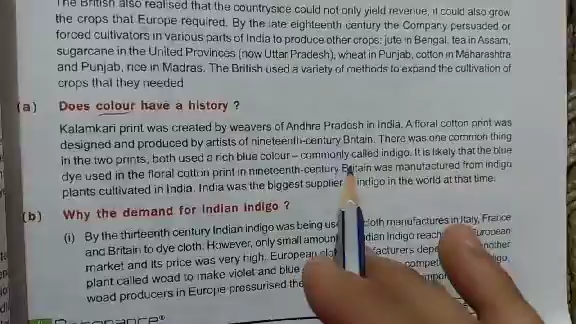 The British also realised that the countryside could not only yield revenue, it could also grow
the crops that Europe required. By the late eighteenth century the Company persuaded or
forced cultivators in various parts of India to produce other crops: jute in Bengal, tea in Assam,
sugarcane in the United Provinces (now Uttar Pradesh), wheat in Punjab, cotton in Maharashtra
and Punjab, rice in Madras. The British used a variety of methods to expand the cultivation of
crops that they needed
(a) Does colour have a history ?
Kalamkari print was created by weavers of Andhra Pradesh in India. A floral cotton print was
designed and produced by artists of nineteenth-century Britain. There was one common thing
in the two prints, both used a rich blue colour – commonly called indigo. It is likely that the blue
dye used in the floral cotton print in nineteenth-century Britain was manufactured from indigo
plants cultivated in India. India was the biggest supplier indigo in the world at that time.
(b) Why the demand for Indian indigo ?
(i) By the thirteenth century Indian indigo was being cloth manufactures in Italy, France
and Britain to dye cloth. However, only small Indian indigo European
market and its price was very high. European another
plant called woad to make violet and blue
woad producers in Europe pressurised
Resonance®